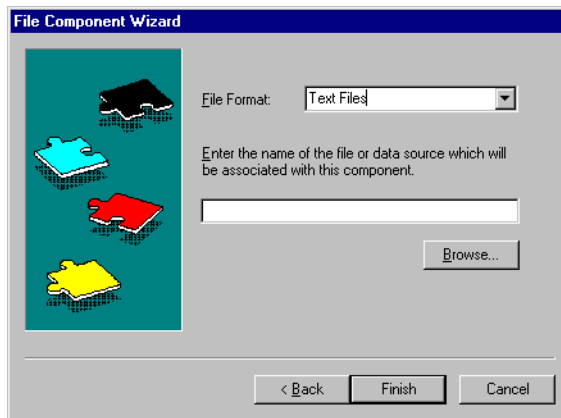 File Component Wizard
File Format: Text Files
Enter the name of the file or data source which will
be associated with this component.
Browse...
< Back Finish Cancel